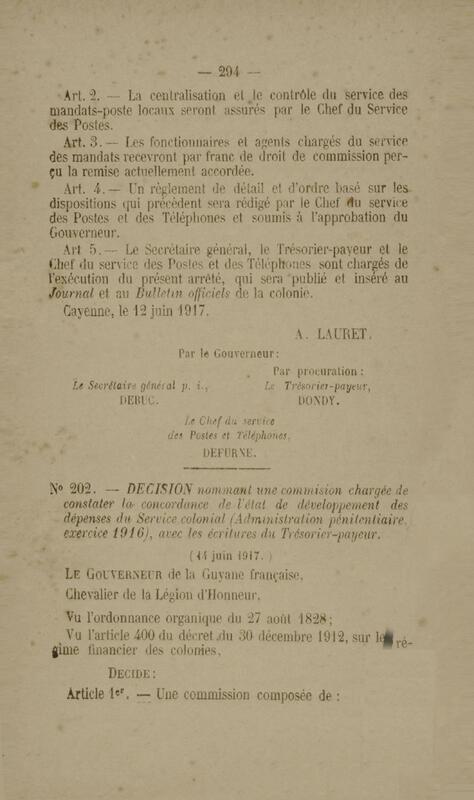 — 294 —
Art. 2. — La centralisation et le contrôle du service des
mandats-poste locaux seront assurés par le Chef du Service
des Postes.
Art. 3. — Les fonctionnaires et agents chargés du service
des mandats recevront par franc de droit de commission per-
çu la remise actuellement accordée.
Art. 4. — Un règlement de détail et d'ordre basé sur les
dispositions qui précèdent sera rédigé par le Chef du service
des Postes et des Téléphones et soumis à l'approbation du
Gouverneur.
Art 5. — Le Secrétaire général, le Trésorier-payeur et le
Chef du service des Postes et des Téléphones sont chargés de
l'exécution du présent arrêté, qui sera publié et inséré au
Journal et au Bulletin officiels de la colonie.
Cayenne, le 12 juin 1917.
A. LAURET.
Par le Gouverneur:
Par procuration:
Le Secrétaire général p. i., Le Trésorier-payeur,
DEBUC. DONDY.
Le Chef du service
des Postes et Téléphones,
DEFURNE.
No 202. — DECISION nommant une commision chargée de
constater la concordance de l'état de développement des
dépenses du Service colonial (Administration pénitentiaire,
exercice 1916), avec les écritures du Trésorier-payeur.
(14 juin 1917. )
LE GOUVERNEUR de la Guyane française,
Chevalier de la Légion d'Honneur,
Vu l'ordonnance organique du 27 août 1828;
Vu l'article 400 du décret du 30 décembre 1912, sur le ré-
gime financier des colonies,
DECIDE:
Article 1er. — Une commission composée de :